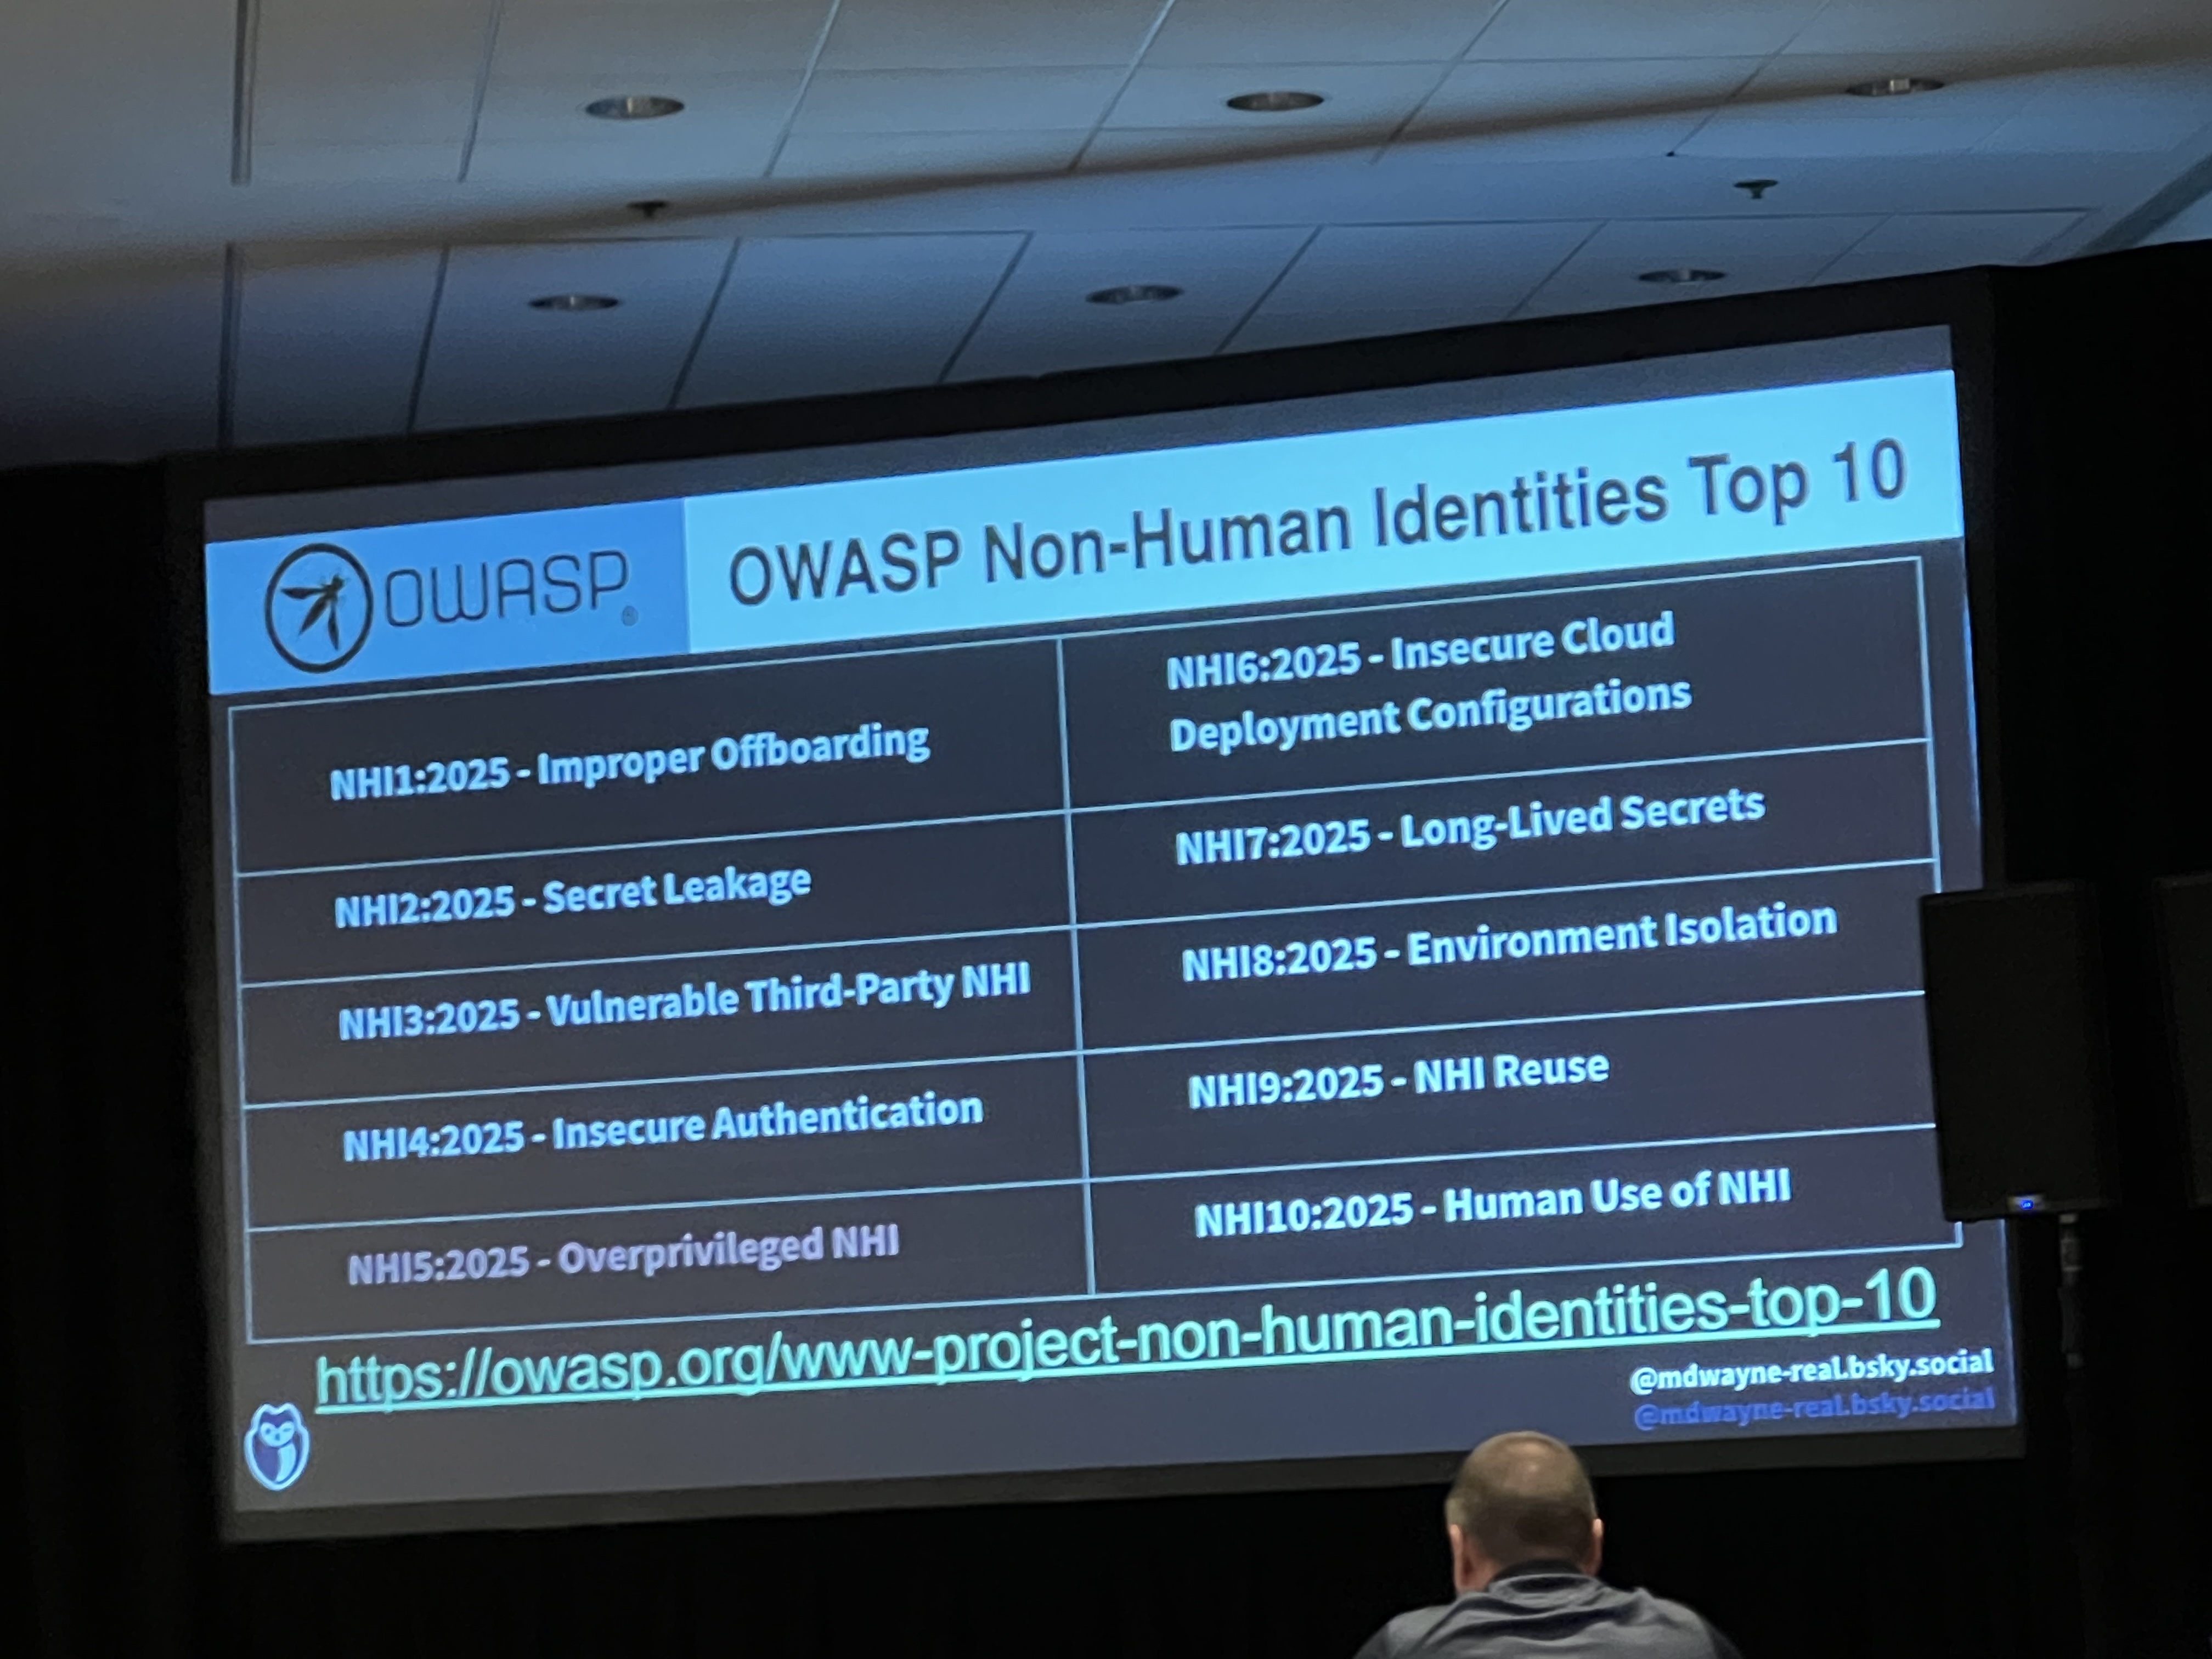 OWASP
OWASP Non-Human Identities Top 10
NHI1:2025 - Improper Offboarding
NHI2:2025 - Secret Leakage
NHI3:2025 - Vulnerable Third-Party NHI
NHI4:2025 - Insecure Authentication
NHI5:2025 - Overprivileged NHI
NHI6:2025 - Insecure Cloud
Deployment Configurations
NHI7:2025 - Long-Lived Secrets
NHI8:2025 - Environment Isolation
NHI9:2025 - NHI Reuse
NHI10:2025 - Human Use of NHI
https://owasp.org/www-project-non-human-identities-top-10
@mdwayne-real.bsky.social
@mdwayne-real.bsky.social